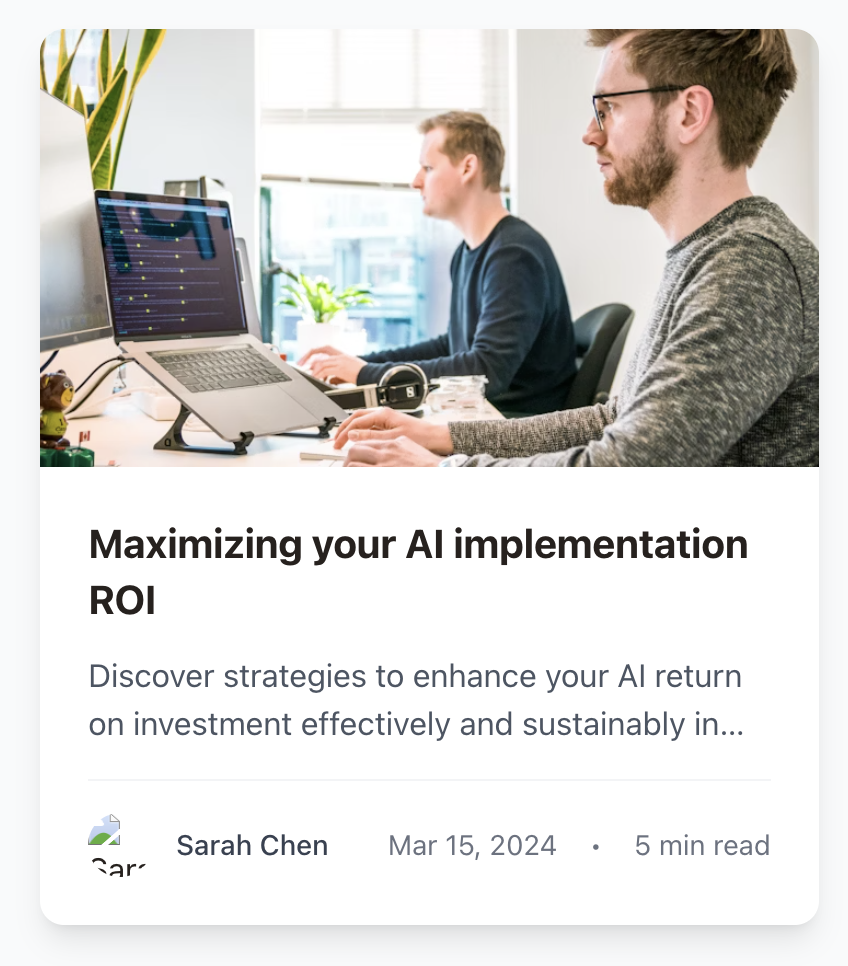 Maximizing your AI implementation
ROI
Discover strategies to enhance your AI return
on investment effectively and sustainably in...
Sarah Chen Mar 15, 2024 • 5 min read